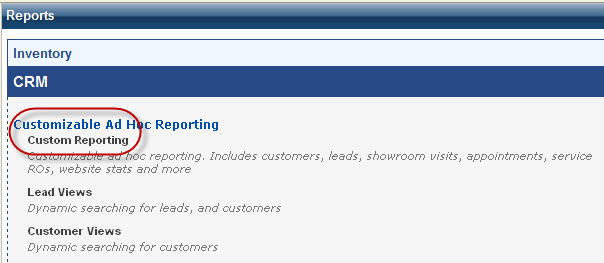 Reports
Inventory
CRM
Customizable Ad Hoc Reporting
Custom Reporting
Customizable ad hoc reporting. Includes customers, leads, showroom visits, appointments, service
ROs, website stats and more
Lead Views
Dynamic searching for leads, and customers
Customer Views
Dynamic searching for customers